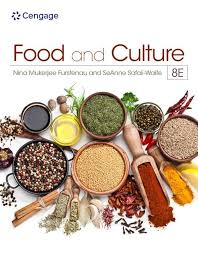 Cengage
Food and Culture
Nina Mukerjee Furstenau and SeAnne Safaii-Waite
8E